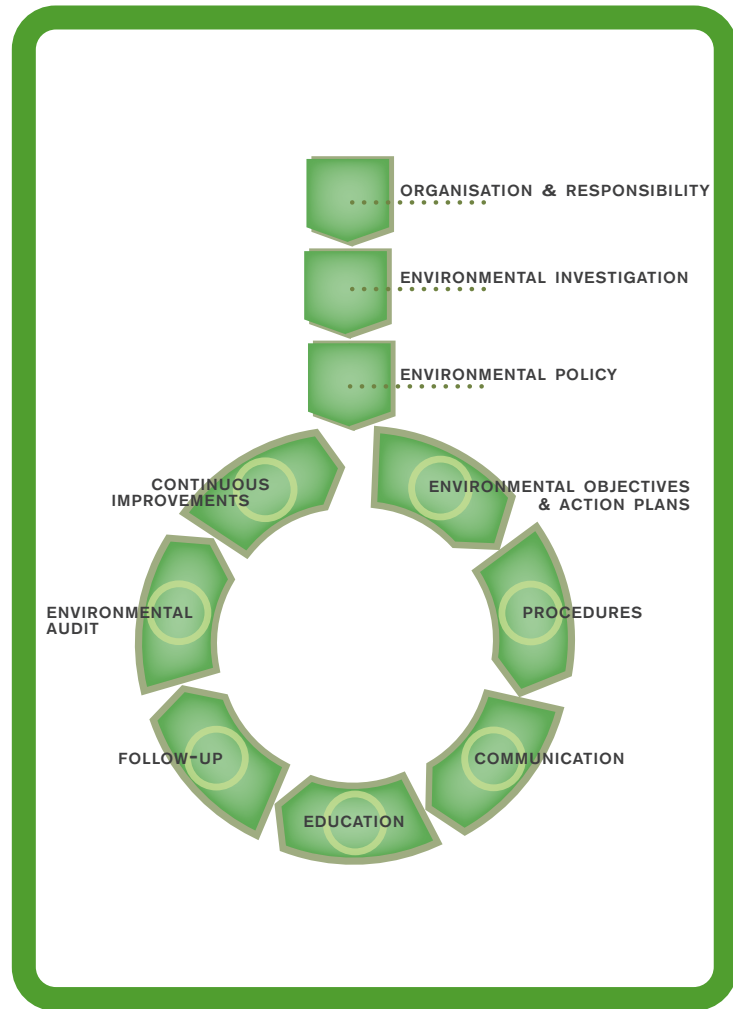 ORGANISATION & RESPONSIBILITY
ENVIRONMENTAL INVESTIGATION
ENVIRONMENTAL POLICY
CONTINUOUS
IMPROVEMENTS
ENVIRONMENTAL OBJECTIVES
& ACTION PLANS
ENVIRONMENTAL
AUDIT
PROCEDURES
FOLLOW-UP
COMMUNICATION
EDUCATION